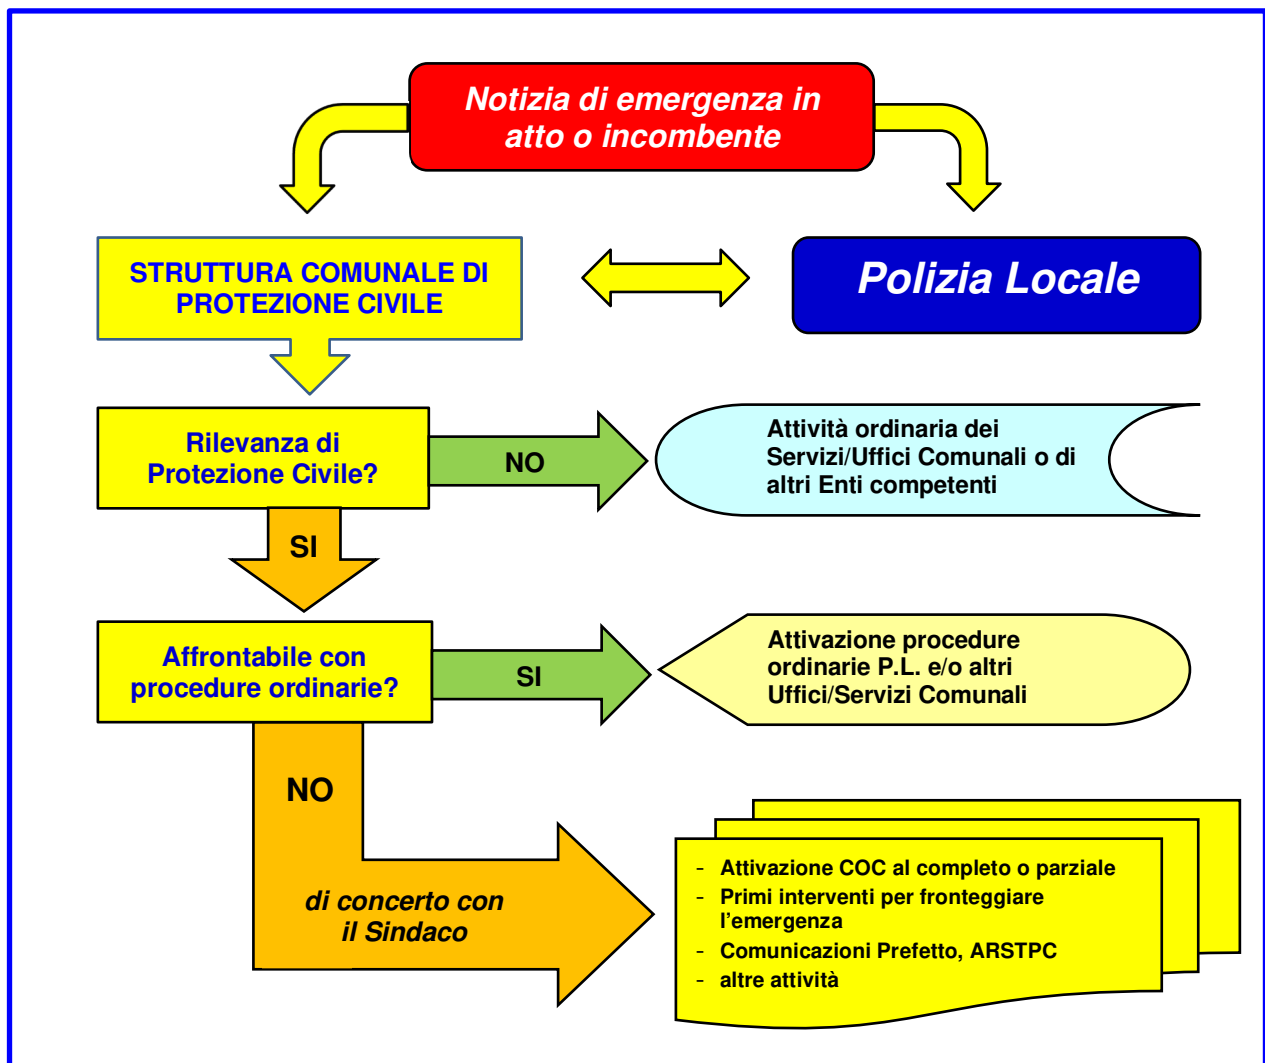 Notizia di emergenza in
atto o incombente
STRUTTURA COMUNALE DI
PROTEZIONE CIVILE
Polizia Locale
Rilevanza di
Protezione Civile?
NO
Attività ordinaria dei
Servizi/Uffici Comunali o di
altri Enti competenti
SI
Affrontabile con
procedure ordinarie?
SI
Attivazione procedure
ordinarie P.L. e/o altri
Uffici/Servizi Comunali
NO
di concerto con
il Sindaco
- Attivazione COC al completo o parziale
- Primi interventi per fronteggiare
l’emergenza
- Comunicazioni Prefetto, ARSTPC
- altre attività